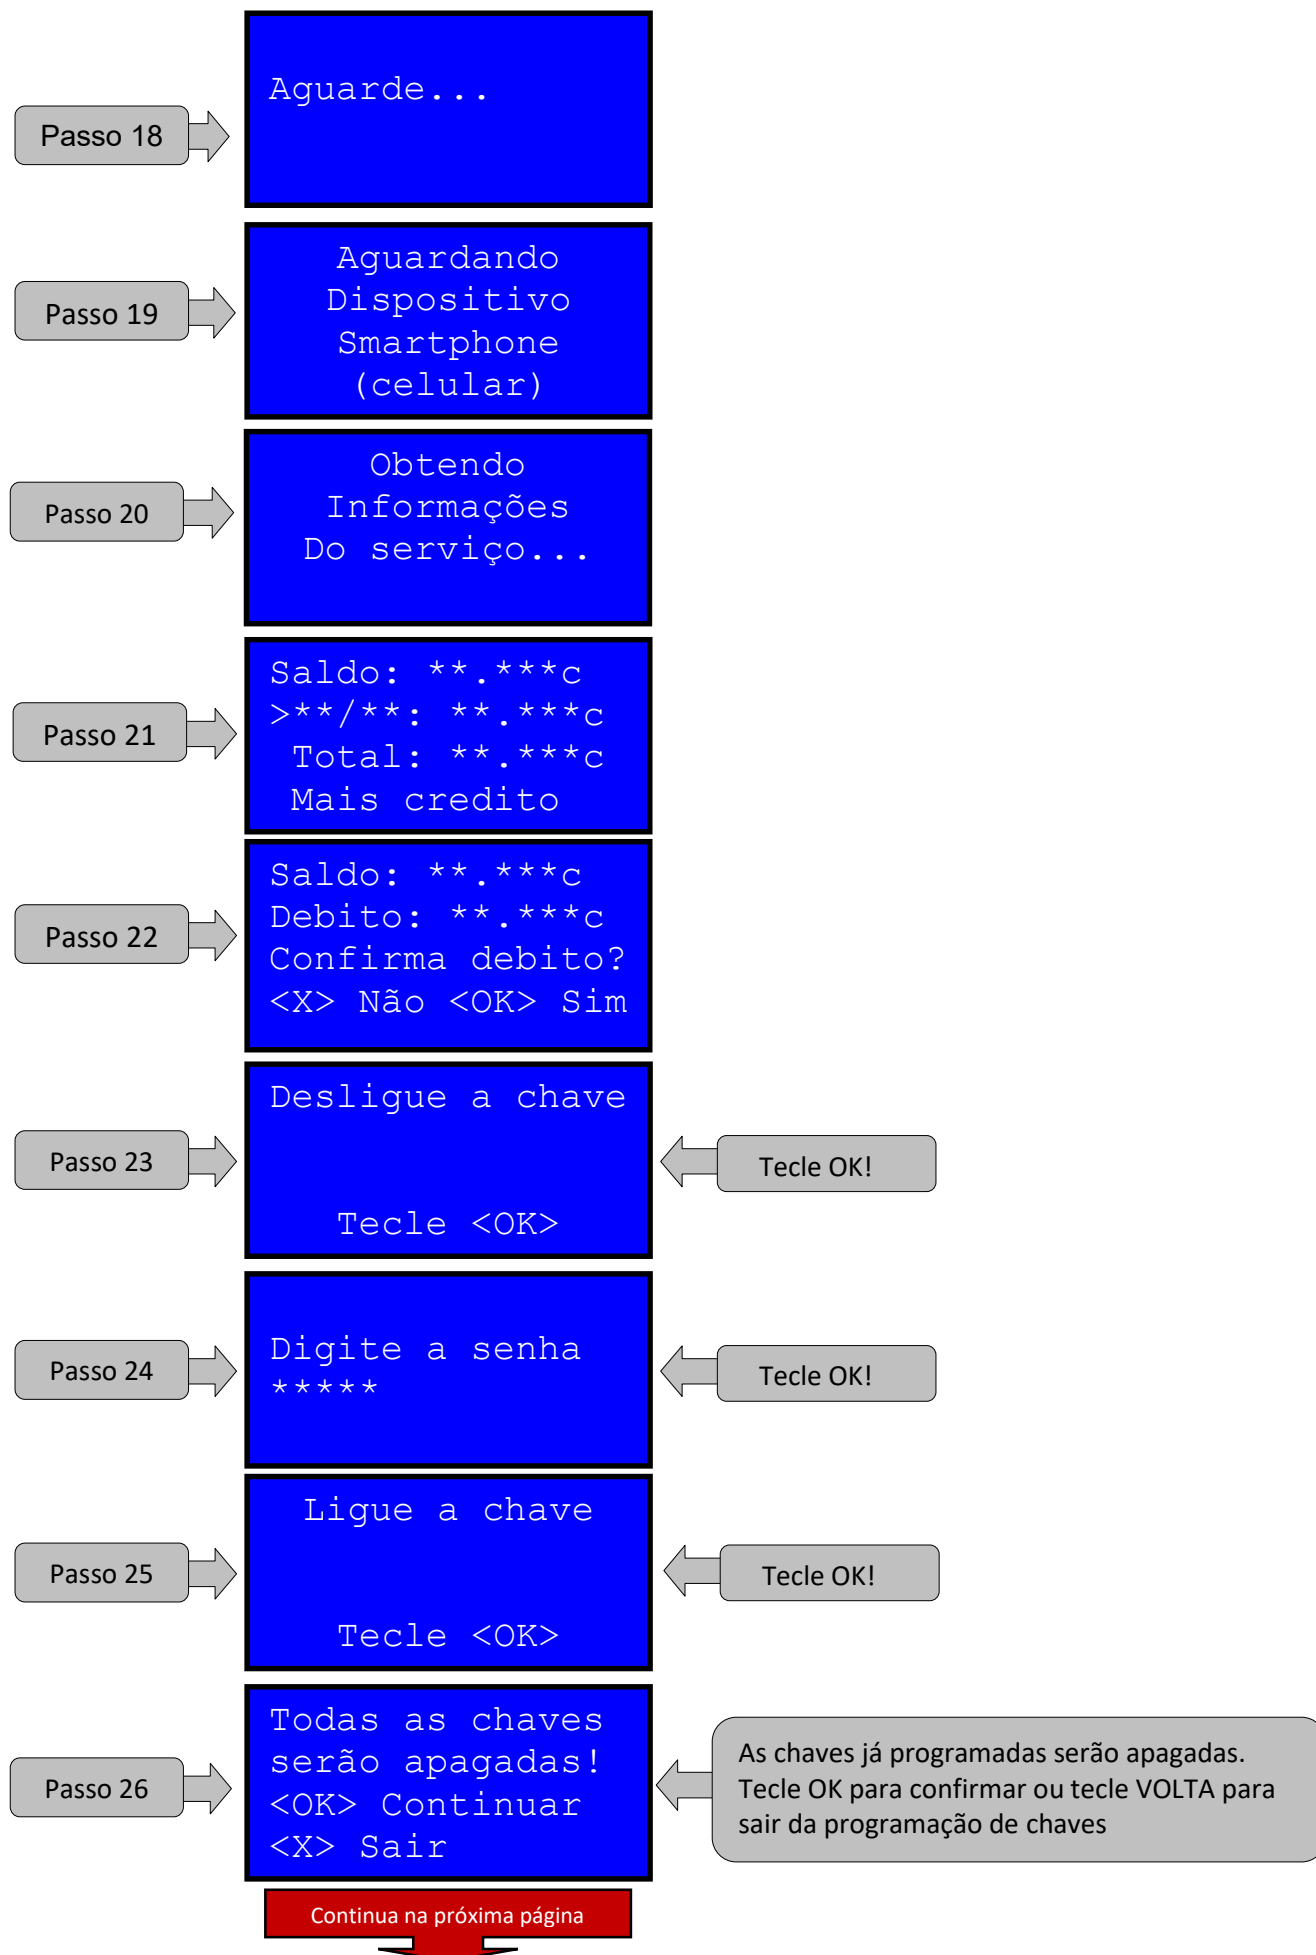 Passo 18
Aguarde...
Passo 19
Aguardando
Dispositivo
Smartphone
(celular)
Passo 20
Obtendo
Informações
Do serviço...
Passo 21
Saldo: **.***c
>**/**: **.***c
Total: **.***c
Mais credito
Passo 22
Saldo: **.***c
Debito: **.***c
Confirma debito?
<X> Não <OK> Sim
Passo 23
Desligue a chave
Tecle <OK>
Tecle OK!
Passo 24
Digite a senha
*****
Tecle OK!
Passo 25
Ligue a chave
Tecle <OK>
Tecle OK!
Passo 26
Todas as chaves
serão apagadas!
<OK> Continuar
<X> Sair
As chaves já programadas serão apagadas.
Tecle OK para confirmar ou tecle VOLTA para
sair da programação de chaves
Continua na próxima página